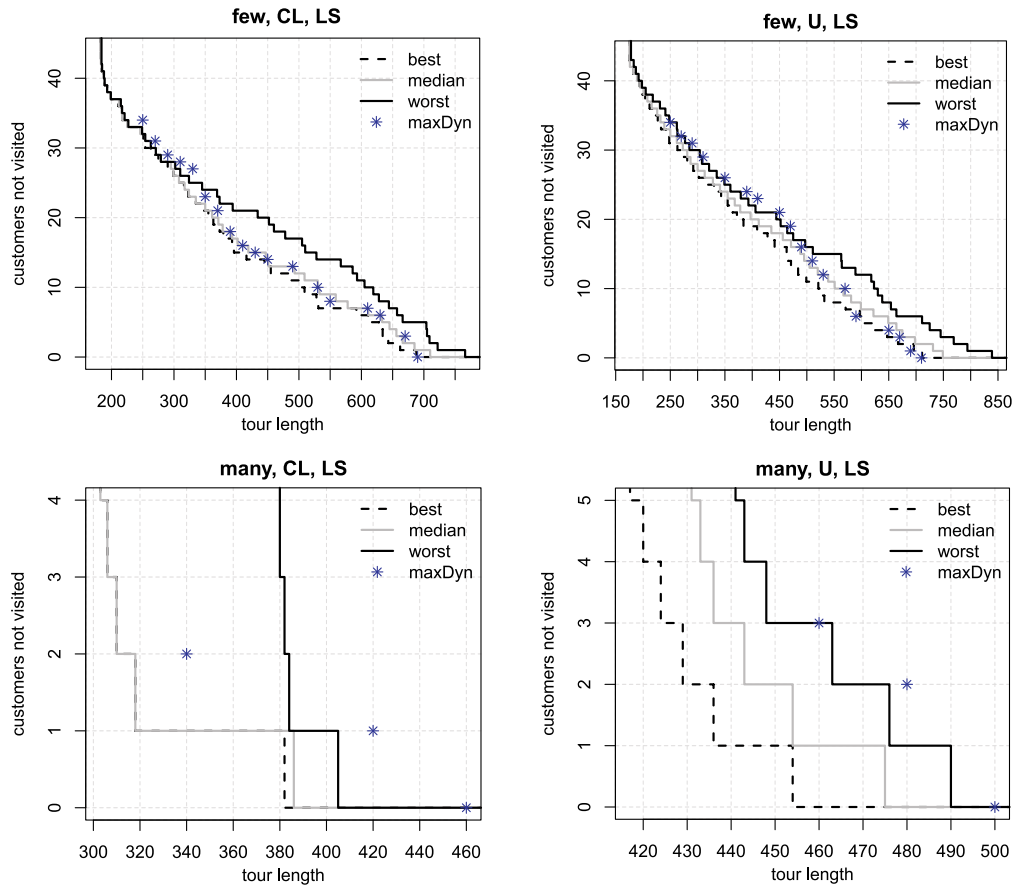 few, CL, LS
customers not visited
0 10 20 30 40
best
median
worst
maxDyn
200 300 400 500 600 700
tour length
few, U, LS
customers not visited
0 10 20 30 40
best
median
worst
maxDyn
150 250 350 450 550 650 750 850
tour length
many, CL, LS
customers not visited
0 1 2 3 4
best
median
worst
maxDyn
300 320 340 360 380 400 420 440 460
tour length
many, U, LS
customers not visited
0 1 2 3 4 5
best
median
worst
maxDyn
420 430 440 450 460 470 480 490 500
tour length